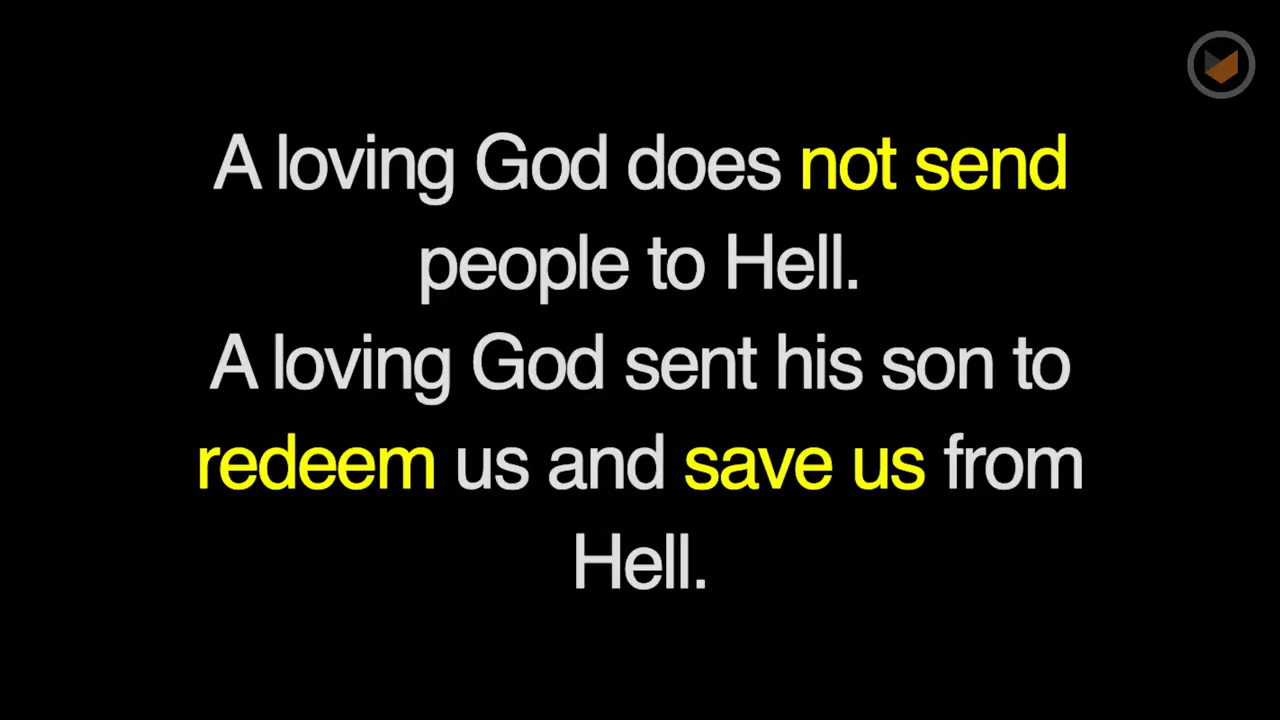 A loving God does not send
people to Hell.
A loving God sent his son to
redeem us and save us from
Hell.